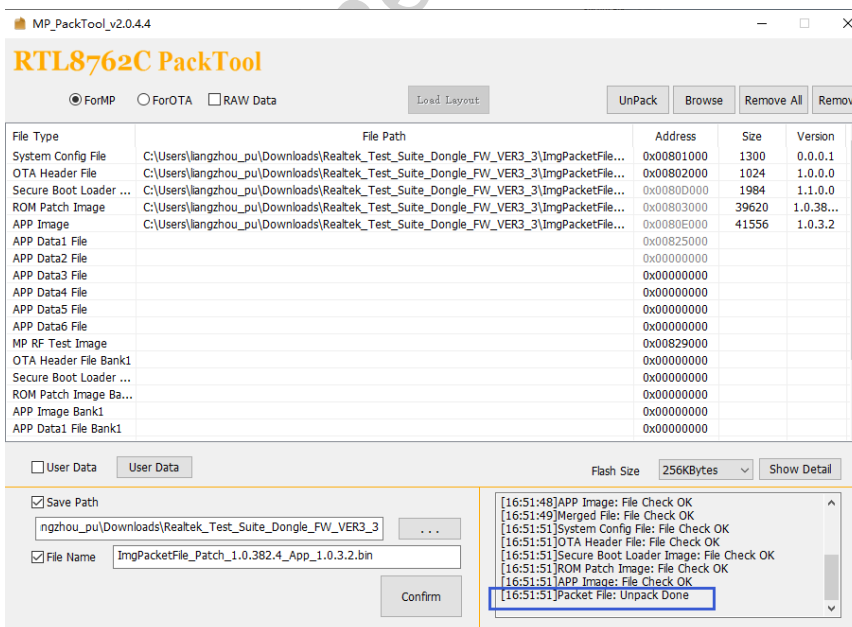 MP_PackTool_v2.0.4.4
RTL8762C PackTool
ForMP ForOTA RAW Data Load Layout UnPack Browse Remove All Remov
File Type File Path Address Size Version
System Config File C:\Users\liangzhou_pu\Downloads\Realtek_Test_Suite_Dongle_FW_VER3_3\ImgPacketFile... 0x00801000 1300 0.0.0.1
OTA Header File C:\Users\liangzhou_pu\Downloads\Realtek_Test_Suite_Dongle_FW_VER3_3\ImgPacketFile... 0x00802000 1024 1.0.0.0
Secure Boot Loader ... C:\Users\liangzhou_pu\Downloads\Realtek_Test_Suite_Dongle_FW_VER3_3\ImgPacketFile... 0x0080D000 1984 1.1.0.0
ROM Patch Image C:\Users\liangzhou_pu\Downloads\Realtek_Test_Suite_Dongle_FW_VER3_3\ImgPacketFile... 0x00803000 39620 1.0.38...
APP Image C:\Users\liangzhou_pu\Downloads\Realtek_Test_Suite_Dongle_FW_VER3_3\ImgPacketFile... 0x0080E000 41556 1.0.3.2
APP Data1 File 0x00825000
APP Data2 File 0x00000000
APP Data3 File 0x00000000
APP Data4 File 0x00000000
APP Data5 File 0x00000000
APP Data6 File 0x00000000
MP RF Test Image 0x00829000
OTA Header File Bank1 0x00000000
Secure Boot Loader ... 0x00000000
ROM Patch Image Ba... 0x00000000
APP Image Bank1 0x00000000
APP Data1 File Bank1 0x00000000
User Data User Data Flash Size 256KBytes Show Detail
Save Path
ngzhou_pu\Downloads\Realtek_Test_Suite_Dongle_FW_VER3_3 ...
File Name ImgPacketFile_Patch_1.0.382.4_App_1.0.3.2.bin
Confirm
[16:51:48]APP Image: File Check OK
[16:51:49]Merged File: File Check OK
[16:51:51]System Config File: File Check OK
[16:51:51]OTA Header File: File Check OK
[16:51:51]Secure Boot Loader Image: File Check OK
[16:51:51]ROM Patch Image: File Check OK
[16:51:51]APP Image: File Check OK
[16:51:51]Packet File: Unpack Done